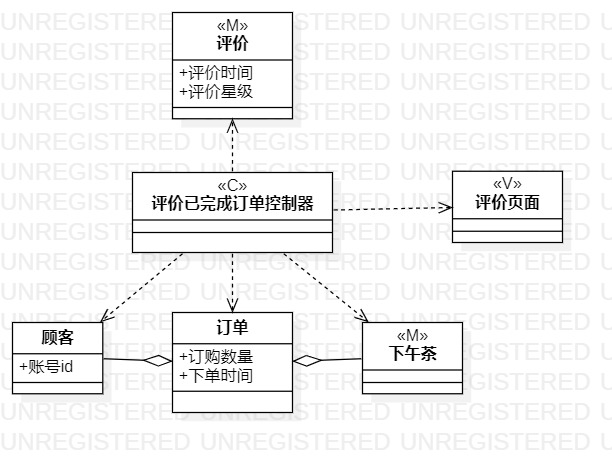 «M»
评价
+评价时间
+评价星级
«C»
评价已完成订单控制器
«V»
评价页面
顾客
+账号id
订单
+订购数量
+下单时间
«M»
下午茶
UNREGISTERED